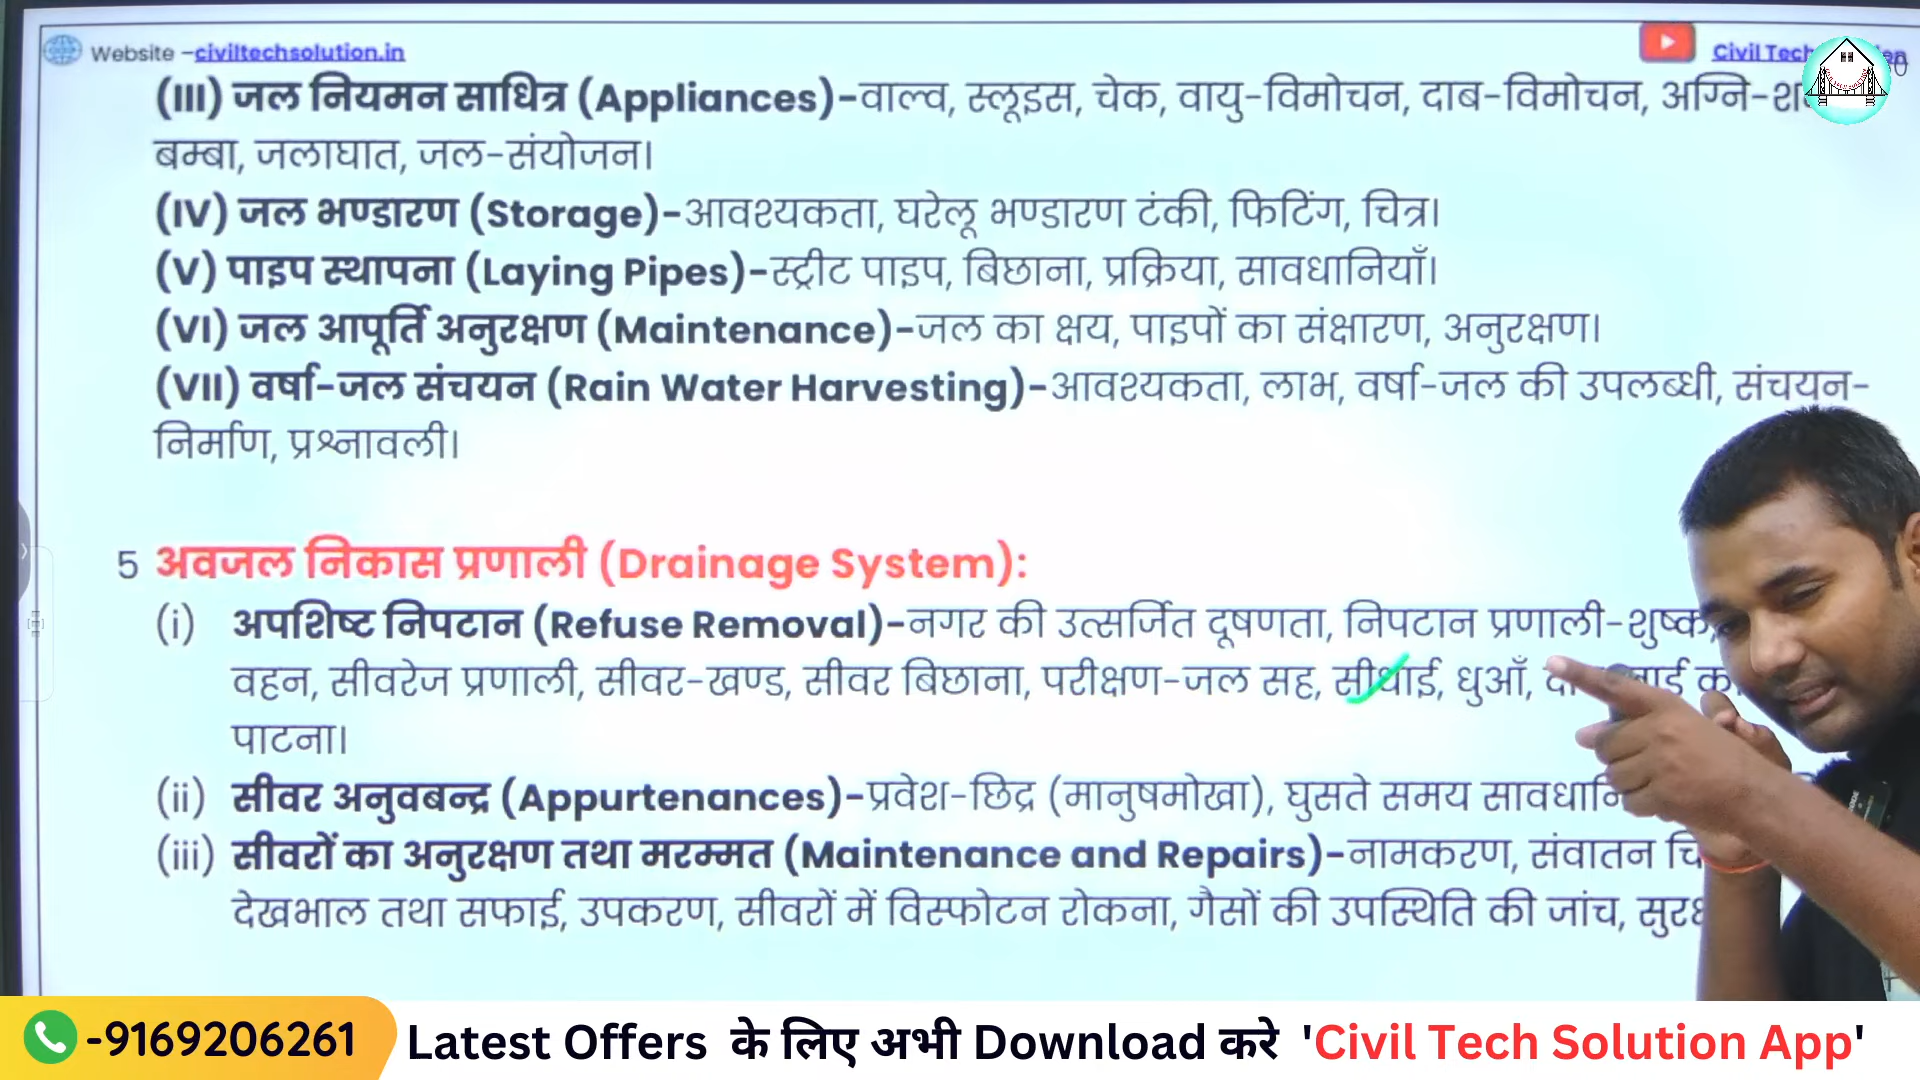 Website -civiltechsolution.in
Civil Tech
(III) जल नियमन साधित्र (Appliances)-वाल्व, स्लूइस, चेक, वायु-विमोचन, दाब-विमोचन, अग्नि-
बम्बा, जलाघात, जल-संयोजन।
(IV) जल भण्डारण (Storage)-आवश्यकता, घरेलू भण्डारण टंकी, फिटिंग, चित्र।
(V) पाइप स्थापना (Laying Pipes)-स्ट्रीट पाइप, बिछाना, प्रक्रिया, सावधानियाँ।
(VI) जल आपूर्ति अनुरक्षण (Maintenance)-जल का क्षय, पाइपों का संक्षारण, अनुरक्षण।
(VII) वर्षा-जल संचयन (Rain Water Harvesting)-आवश्यकता, लाभ, वर्षा-जल की उपलब्धी, संचयन-
निर्माण, प्रश्नावली।
5 अवजल निकास प्रणाली (Drainage System):
(i) अपशिष्ट निपटान (Refuse Removal)-नगर की उत्सर्जित दूषणता, निपटान प्रणाली-शुष्क,
वहन, सीवरेज प्रणाली, सीवर-खण्ड, सीवर बिछाना, परीक्षण-जल सह, सीधाई, धुआँ,
पाटना।
(ii) सीवर अनुवबन्द्र (Appurtenances)-प्रवेश-छिद्र (मानुषमोखा), घुसते समय
(iii) सीवरों का अनुरक्षण तथा मरम्मत (Maintenance and Repairs)-नामकरण, संवातन
देखभाल तथा सफाई, उपकरण, सीवरों में विस्फोटन रोकना, गैसों की उपस्थिति की जांच,
-9169206261 Latest Offers के लिए अभी Download करे 'Civil Tech Solution App'